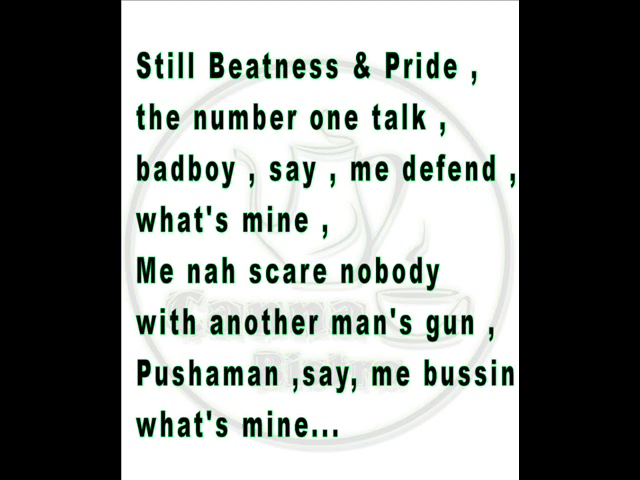 Still Beatness & Pride ,
the number one talk ,
badboy , say , me defend ,
what's mine ,
Me nah scare nobody
with another man's gun ,
Pushaman ,say, me bussin
what's mine...